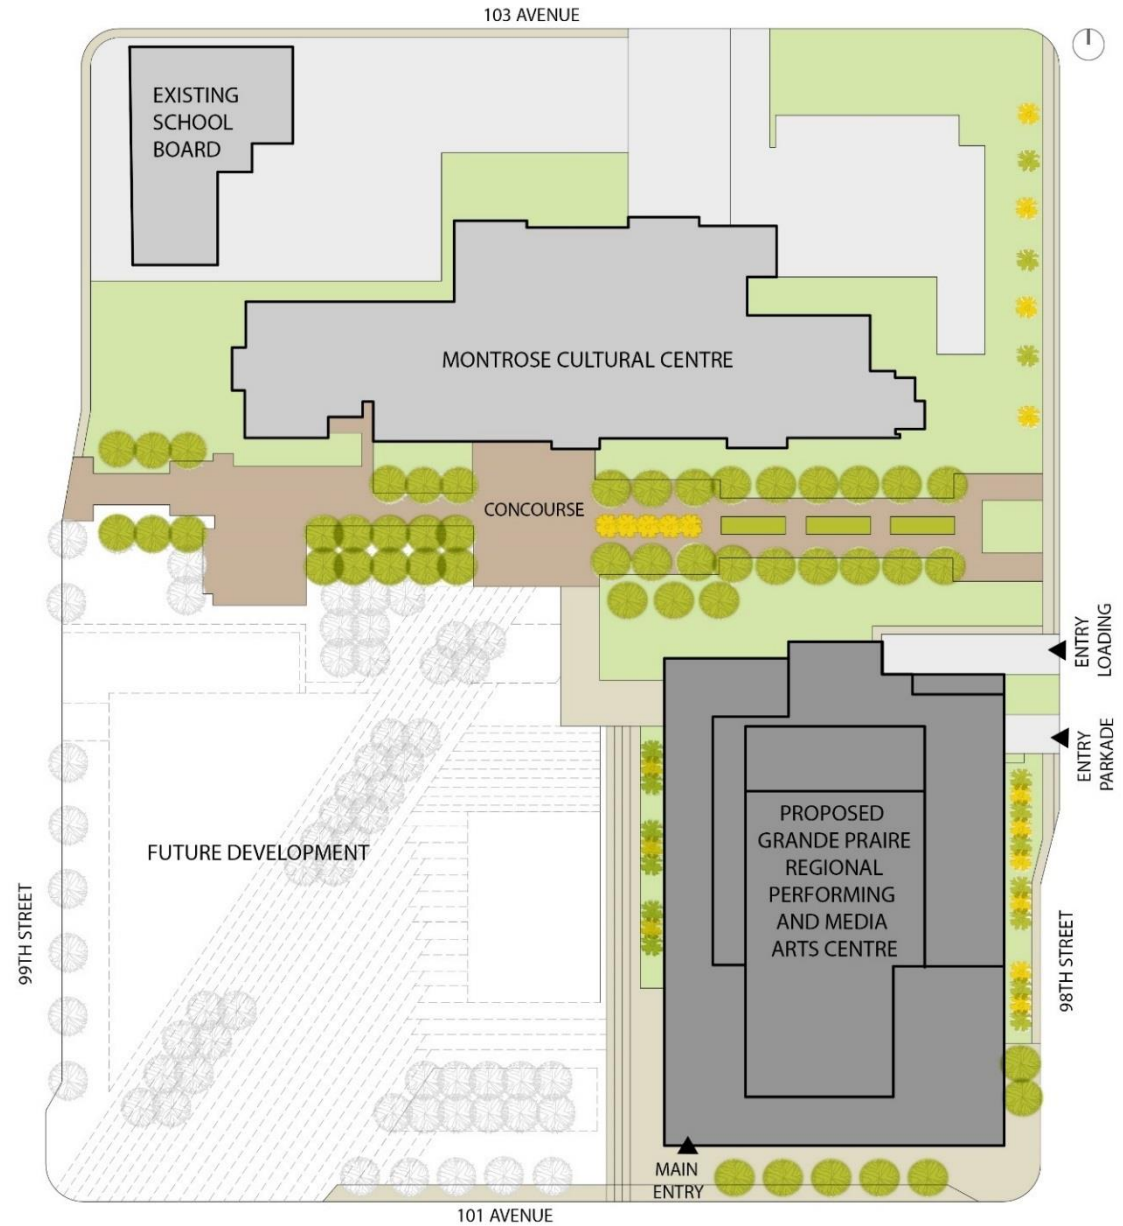 103 AVENUE
EXISTING
SCHOOL
BOARD
MONTROSE CULTURAL CENTRE
CONCOURSE
ENTRY
LOADING
ENTRY
PARKADE
PROPOSED
GRANDE PRAIRE
REGIONAL
PERFORMING
AND MEDIA
ARTS CENTRE
FUTURE DEVELOPMENT
99TH STREET
98TH STREET
MAIN
ENTRY
101 AVENUE